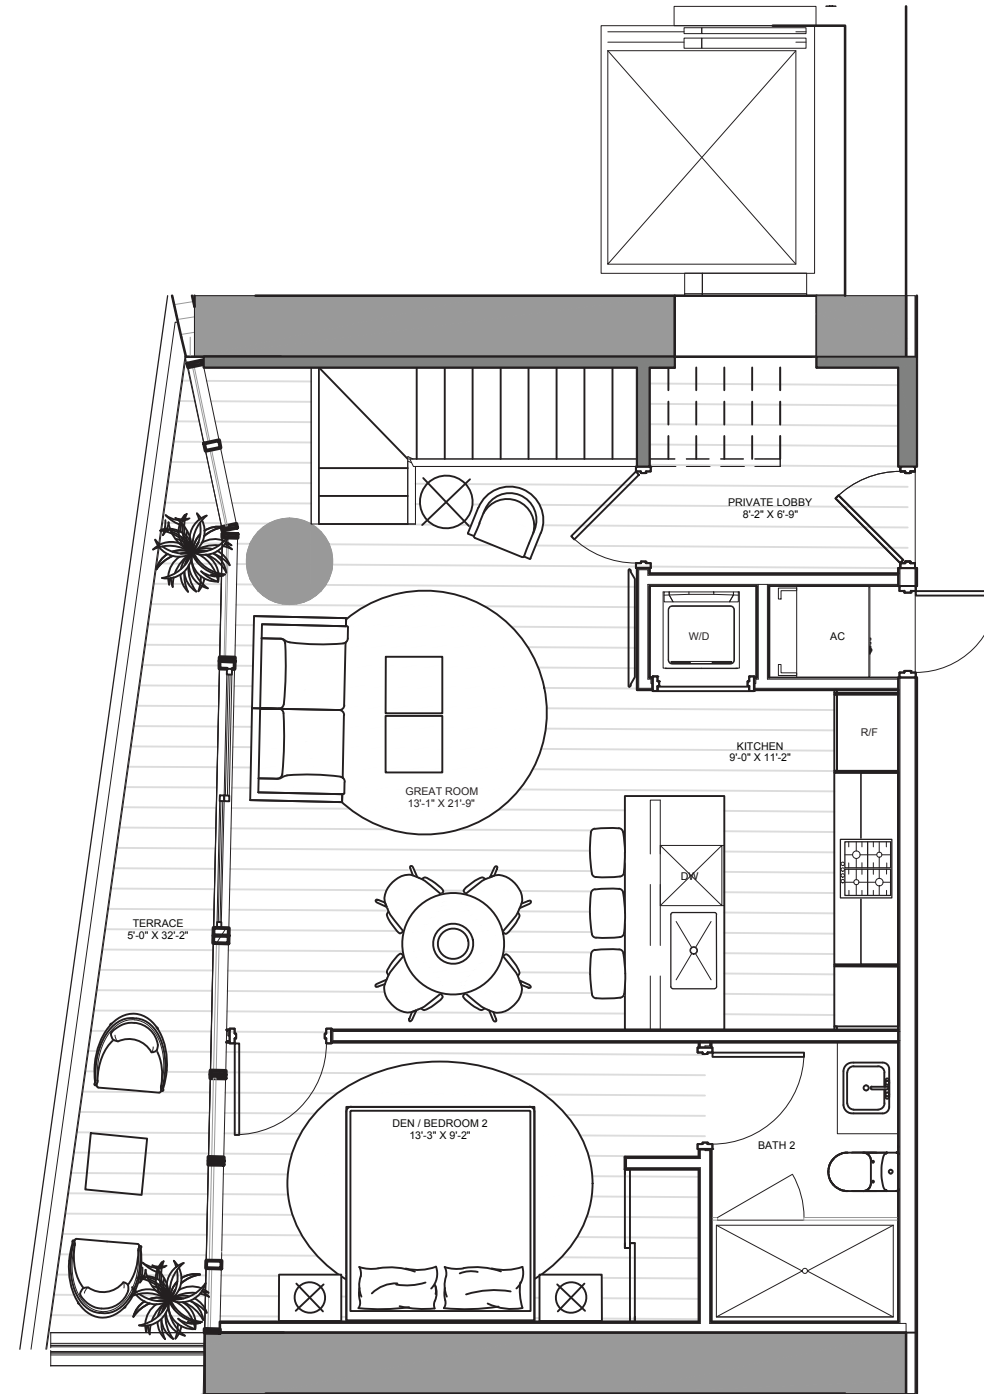 PRIVATE LOBBY
8'-2" X 6'-9"
W/D
AC
R/F
KITCHEN
9'-0" X 11'-2"
GREAT ROOM
13'-1" X 21'-9"
DW
TERRACE
5'-0" X 32'-2"
DEN / BEDROOM 2
13'-3" X 9'-2"
BATH 2